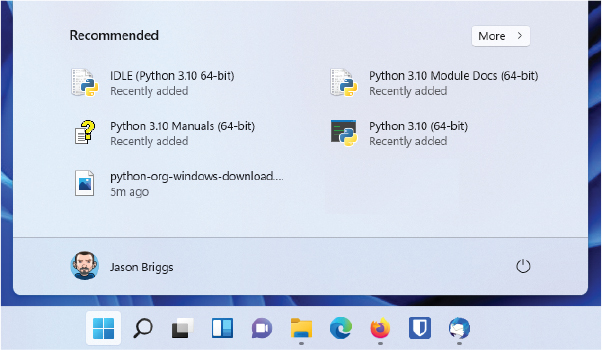 Recommended
More
IDLE (Python 3.10 64-bit)
Recently added
Python 3.10 Module Docs (64-bit)
Recently added
Python 3.10 Manuals (64-bit)
Recently added
Python 3.10 (64-bit)
Recently added
python-org-windows-download....
5m ago
Jason Briggs